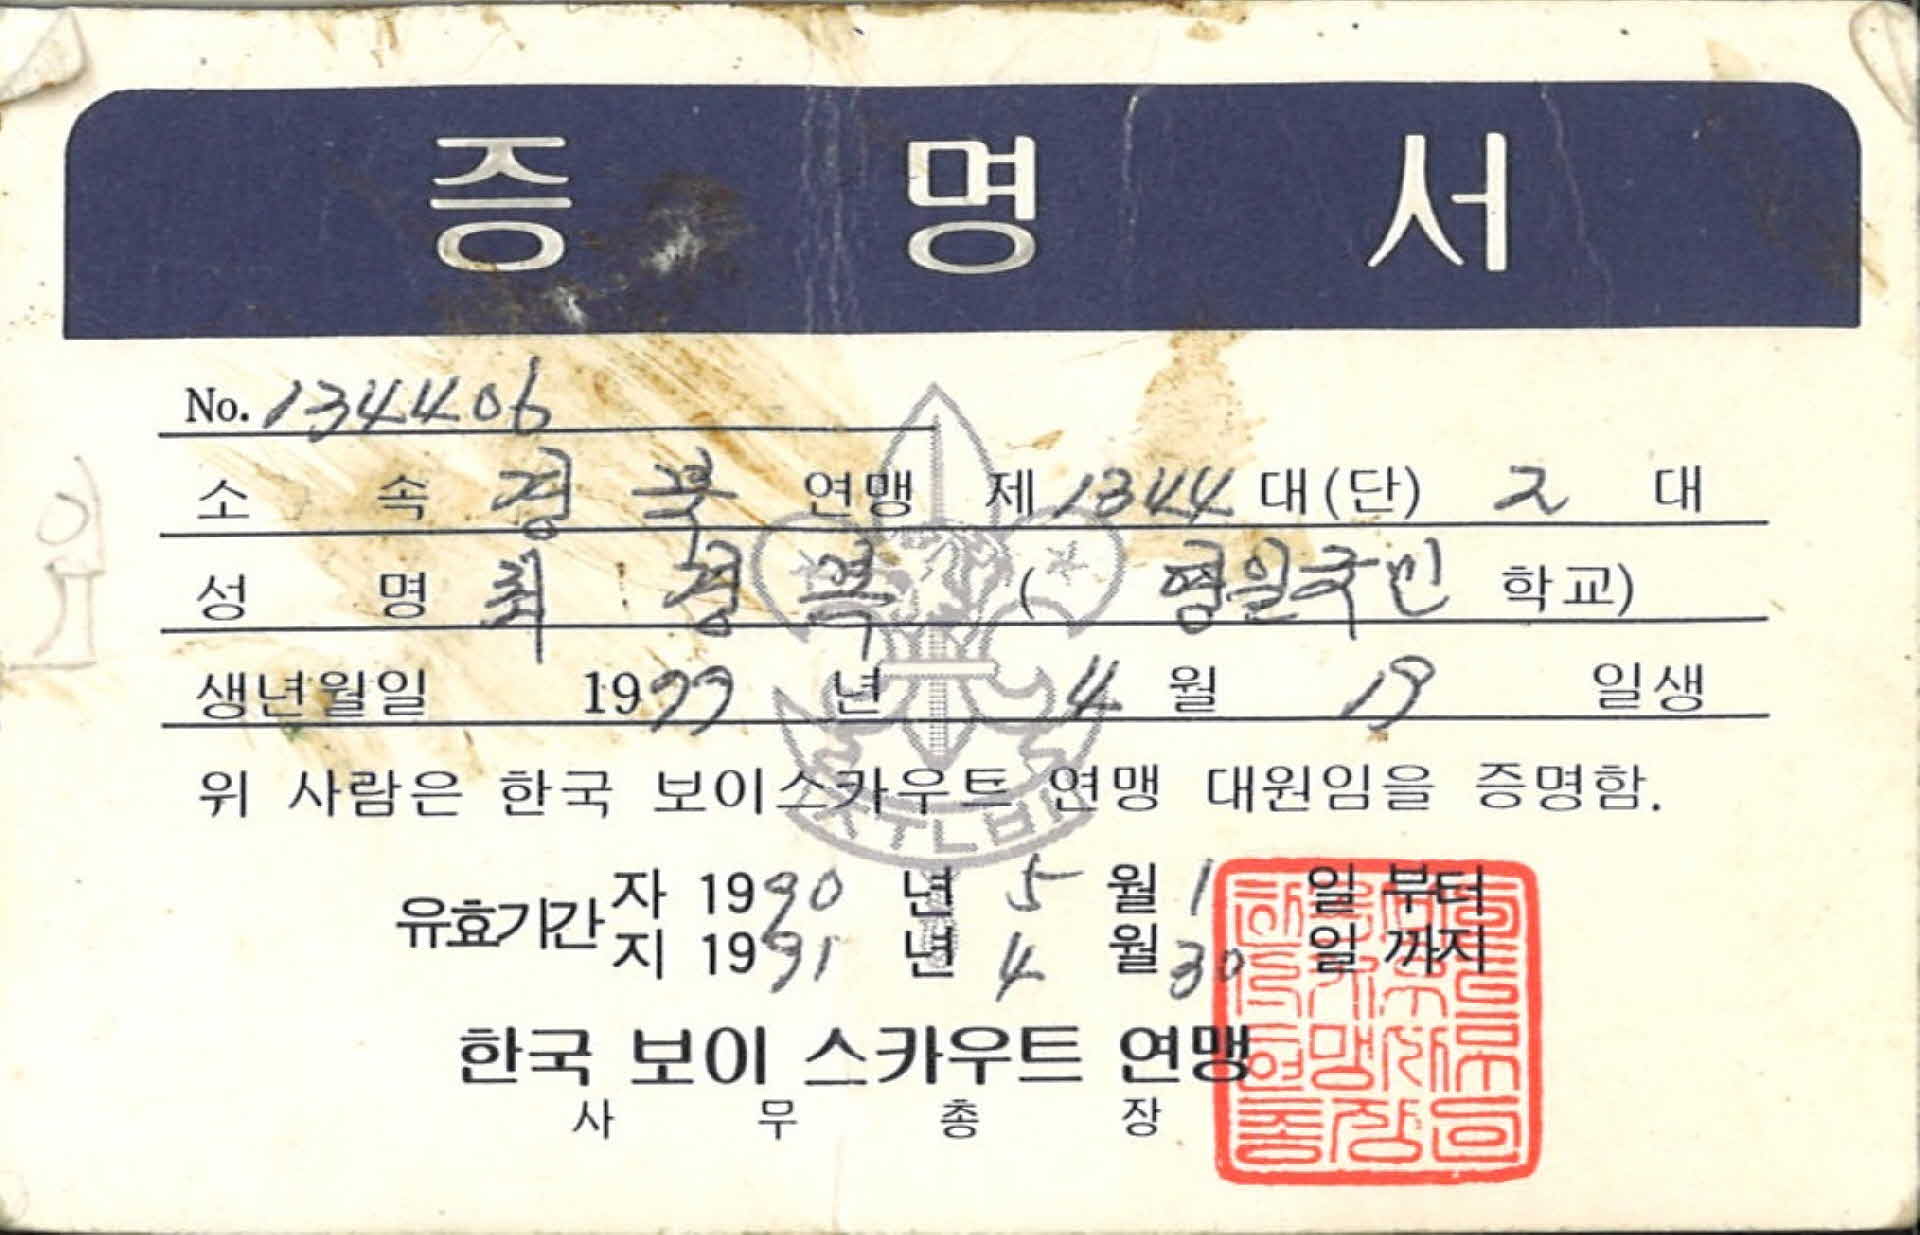 증 명 서
No. 134406
소 속 경북 연맹 제 1344 대(단) 2 대
성 명 최 경 ( 영일국민 학교)
생년월일 1977 년 4 월 19 일생
위 사람은 한국 보이스카우트 연맹 대원임을 증명함.
유효기간 자 1990 년 5 월 1 일 부터
지 1991 년 4 월 30 일 까지
한국 보이 스카우트 연맹
사 무 총 장